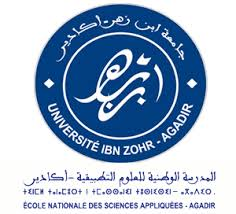 جامعة ابن زهر - أكادير
UNIVERSITÉ IBN ZOHR - AGADIR
المدرسة الوطنية للعلوم التطبيقية - أكادير
ÉCOLE NATIONALE DES SCIENCES APPLIQUÉES - AGADIR